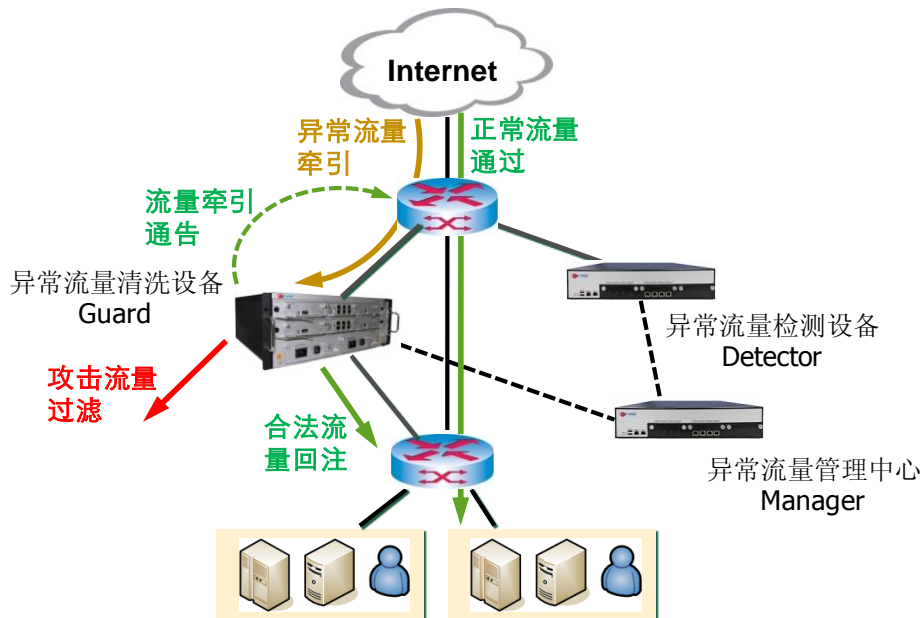 Internet
异常流量
牵引
正常流量
通过
流量牵引
通告
异常流量清洗设备
Guard
异常流量检测设备
Detector
攻击流量
过滤
合法流
量回注
异常流量管理中心
Manager